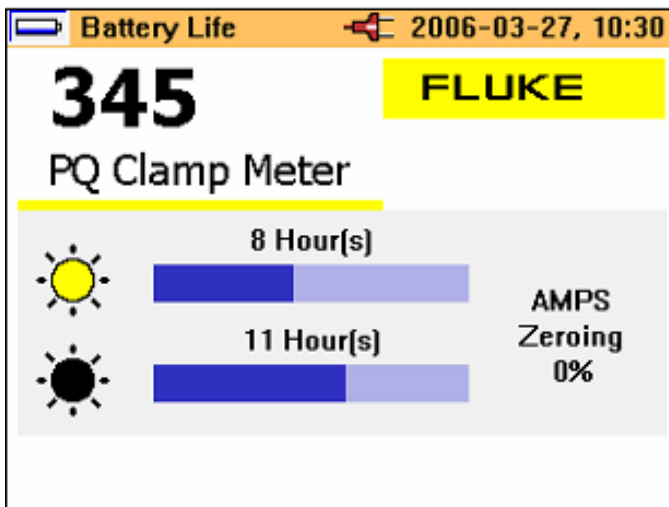 Battery Life 2006-03-27, 10:30
345 FLUKE
PQ Clamp Meter
8 Hour(s)
11 Hour(s)
AMPS
Zeroing
0%